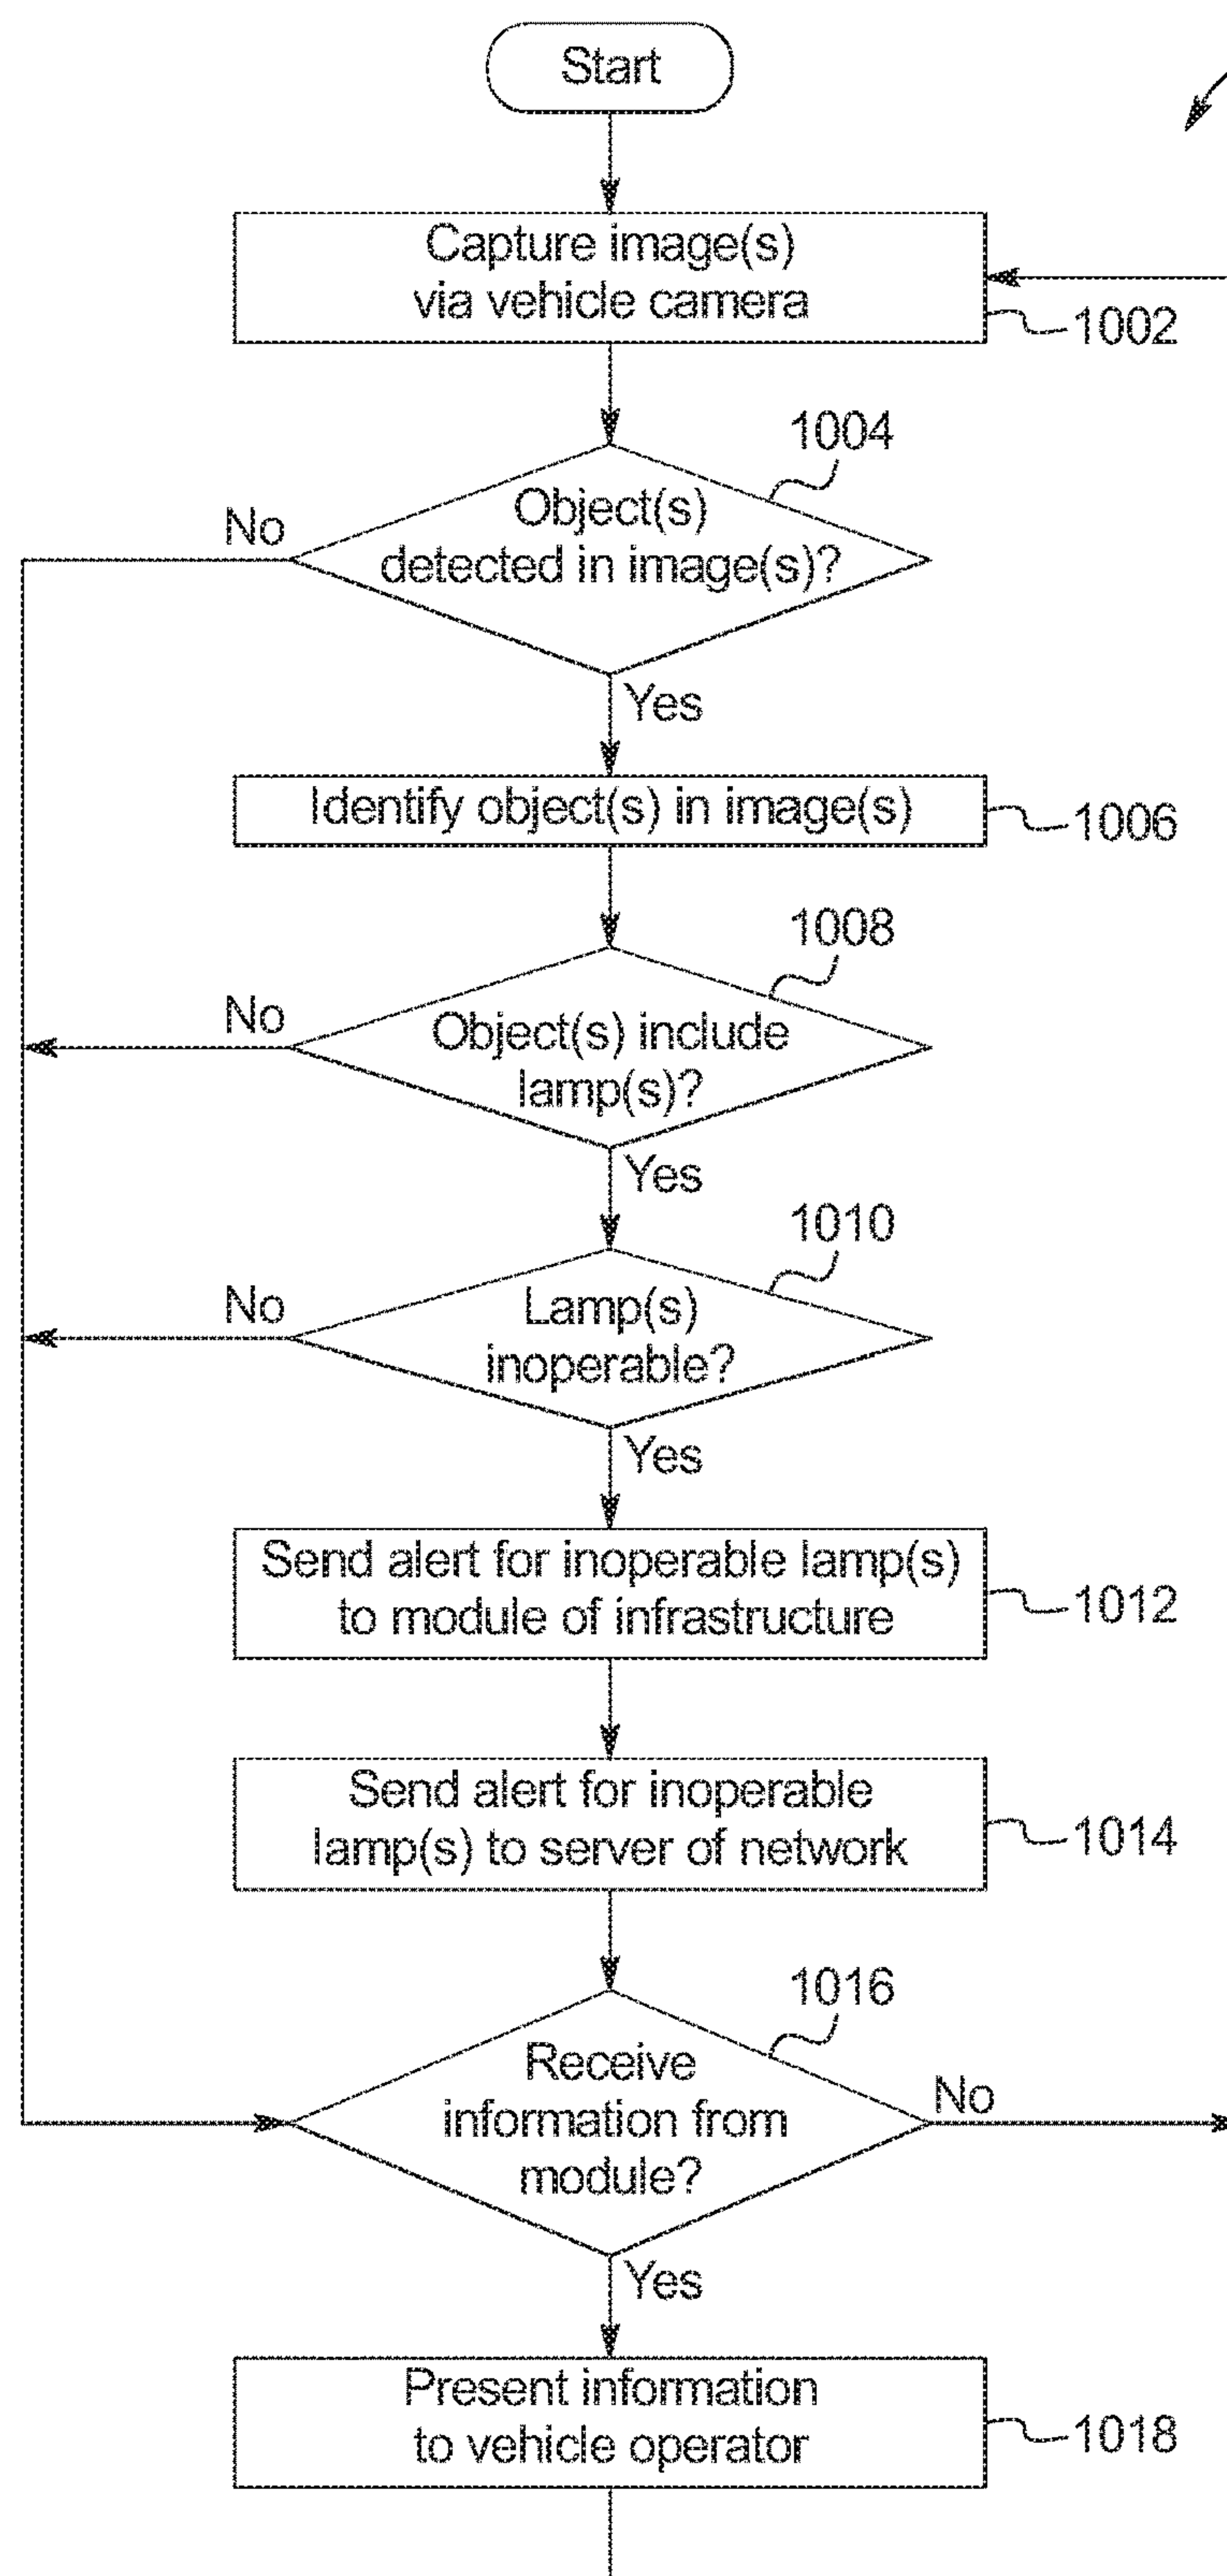 Start
Capture image(s)
via vehicle camera
1002
1004
Object(s)
detected in image(s)?
No
Yes
Identify object(s) in image(s)
1006
1008
Object(s) include
lamp(s)?
No
Yes
1010
Lamp(s)
inoperable?
No
Yes
Send alert for inoperable lamp(s)
to module of infrastructure
1012
Send alert for inoperable
lamp(s) to server of network
1014
1016
Receive
information from
module?
No
Yes
Present information
to vehicle operator
1018